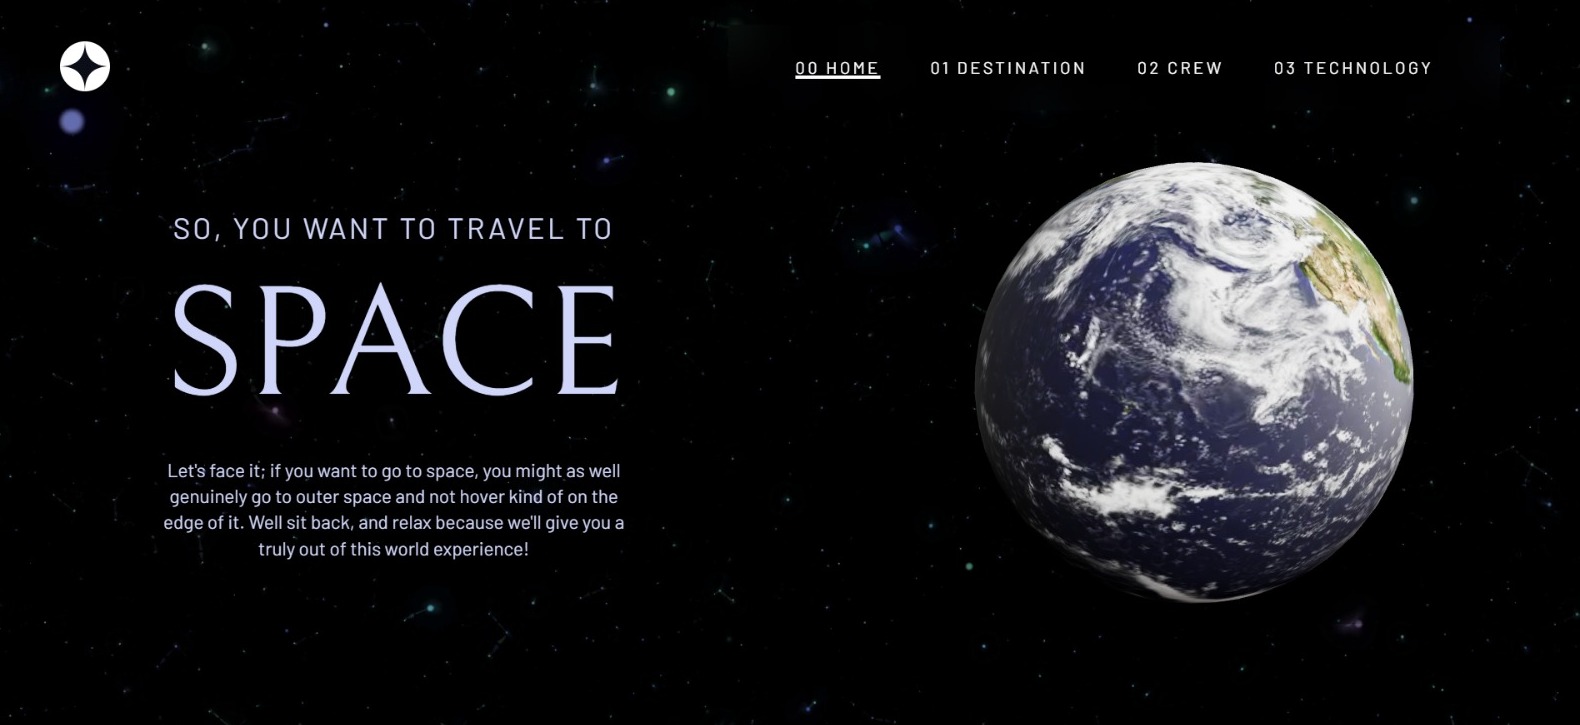 00 HOME
01 DESTINATION
02 CREW
03 TECHNOLOGY
SO, YOU WANT TO TRAVEL TO
SPACE
Let's face it; if you want to go to space, you might as well
genuinely go to outer space and not hover kind of on the
edge of it. Well sit back, and relax because we'll give you a
truly out of this world experience!